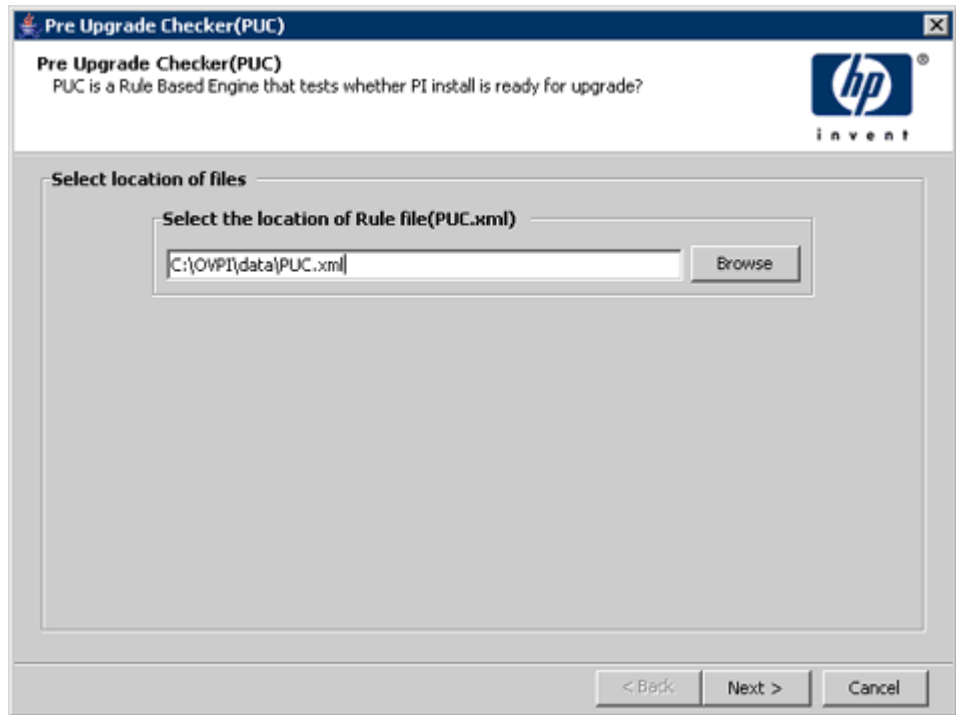 Pre Upgrade Checker(PUC)
Pre Upgrade Checker(PUC)
PUC is a Rule Based Engine that tests whether PI install is ready for upgrade?
hp
®
invent
Select location of files
Select the location of Rule file(PUC.xml)
C:\OVPI\data\PUC.xml
Browse
< Back
Next >
Cancel